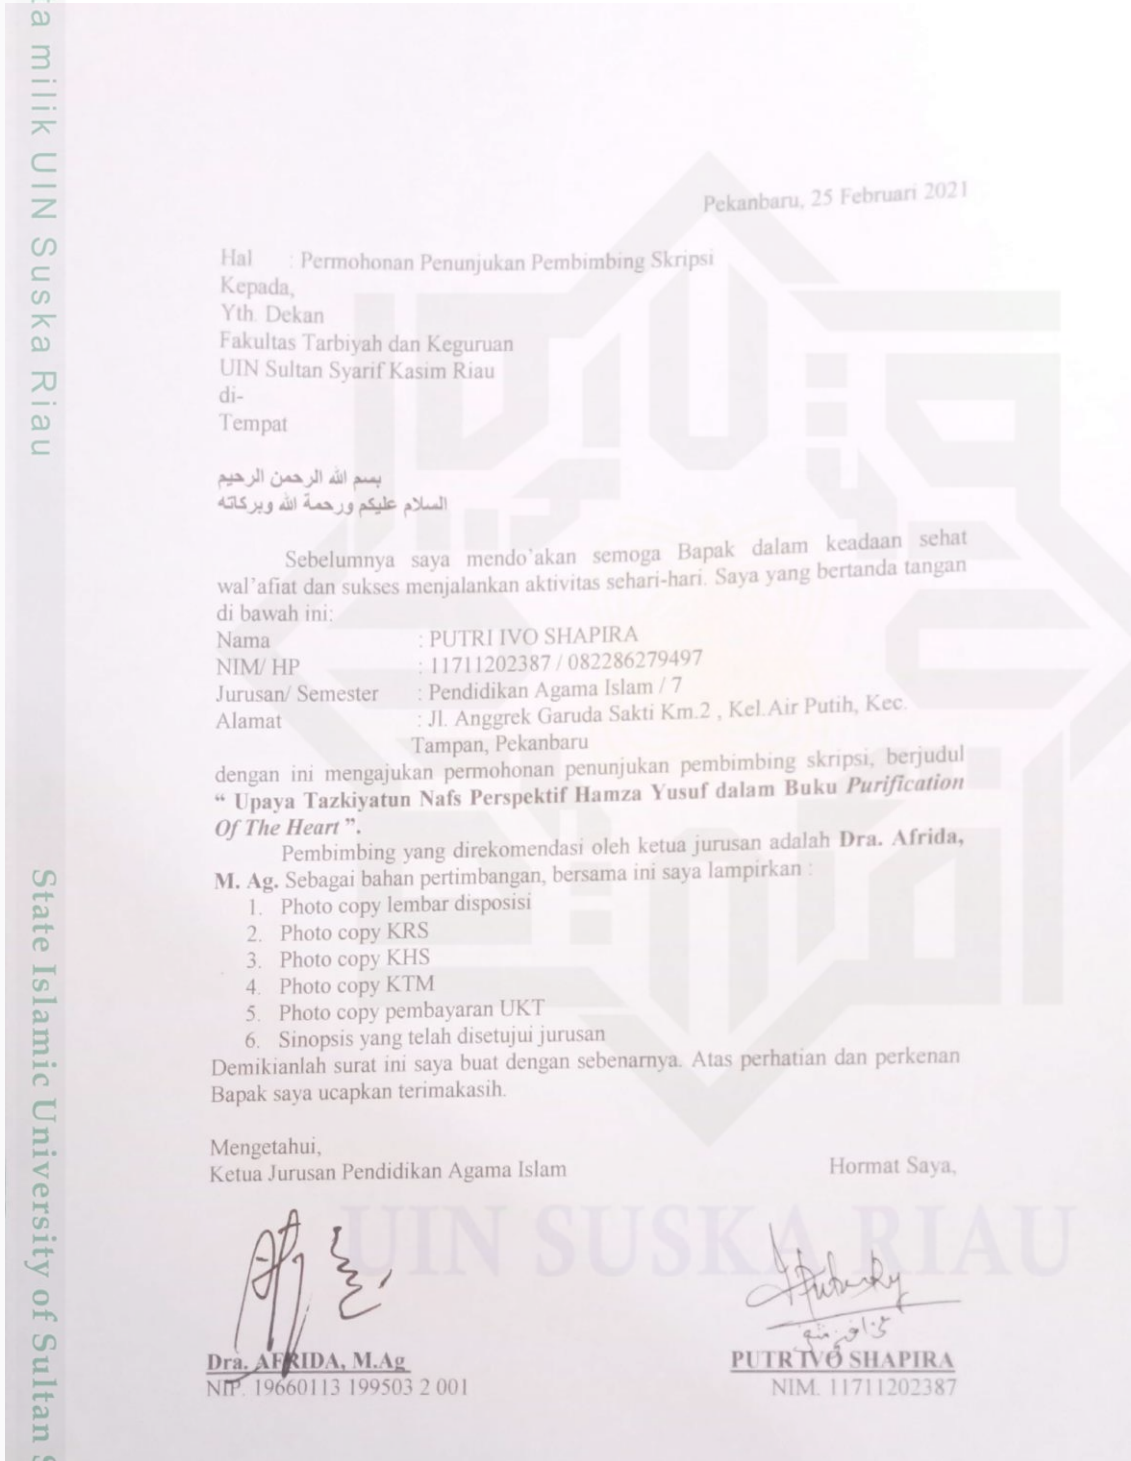 ta milik UIN Suska Riau
State Islamic University of Sultan S
Pekanbaru, 25 Februari 2021
Hal : Permohonan Penunjukan Pembimbing Skripsi
Kepada,
Yth. Dekan
Fakultas Tarbiyah dan Keguruan
UIN Sultan Syarif Kasim Riau
di-
Tempat
بسم الله الرحمن الرحيم
السلام عليكم ورحمة الله وبركاته
Sebelumnya saya mendo'akan semoga Bapak dalam keadaan sehat
wal'afiat dan sukses menjalankan aktivitas sehari-hari. Saya yang bertanda tangan
di bawah ini:
Nama : PUTRI IVO SHAPIRA
NIM/ HP : 11711202387 / 082286279497
Jurusan/ Semester : Pendidikan Agama Islam / 7
Alamat : Jl. Anggrek Garuda Sakti Km.2 , Kel.Air Putih, Kec.
Tampan, Pekanbaru
dengan ini mengajukan permohonan penunjukan pembimbing skripsi, berjudul
“ Upaya Tazkiyatun Nafs Perspektif Hamza Yusuf dalam Buku Purification
Of The Heart ”.
Pembimbing yang direkomendasi oleh ketua jurusan adalah Dra. Afrida,
M. Ag. Sebagai bahan pertimbangan, bersama ini saya lampirkan :
1. Photo copy lembar disposisi
2. Photo copy KRS
3. Photo copy KHS
4. Photo copy KTM
5. Photo copy pembayaran UKT
6. Sinopsis yang telah disetujui jurusan
Demikianlah surat ini saya buat dengan sebenarnya. Atas perhatian dan perkenan
Bapak saya ucapkan terimakasih.
Mengetahui,
Ketua Jurusan Pendidikan Agama Islam
Hormat Saya,
UIN SUSKA RIAU
Dra. AFRIDA, M.Ag
NIP. 19660113 199503 2 001
PUTRI IVO SHAPIRA
NIM. 11711202387